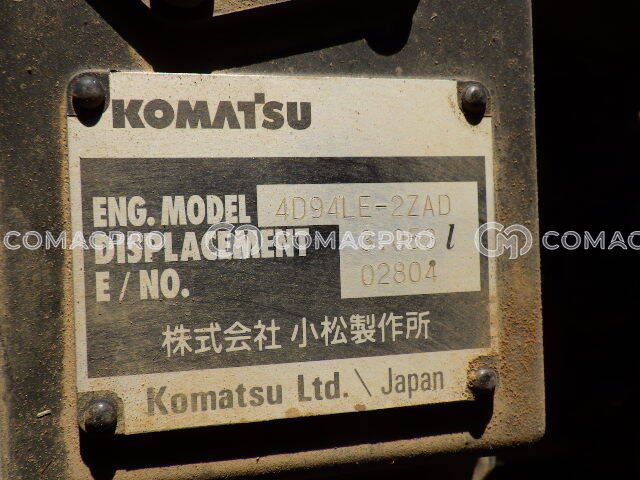 KOMATSU
ENG. MODEL 4D94LE-2ZAD
DISPLACEMENT l
E / NO. 02804
株式会社 小松製作所
Komatsu Ltd. \ Japan
COMACPRO COMACPRO COMAC